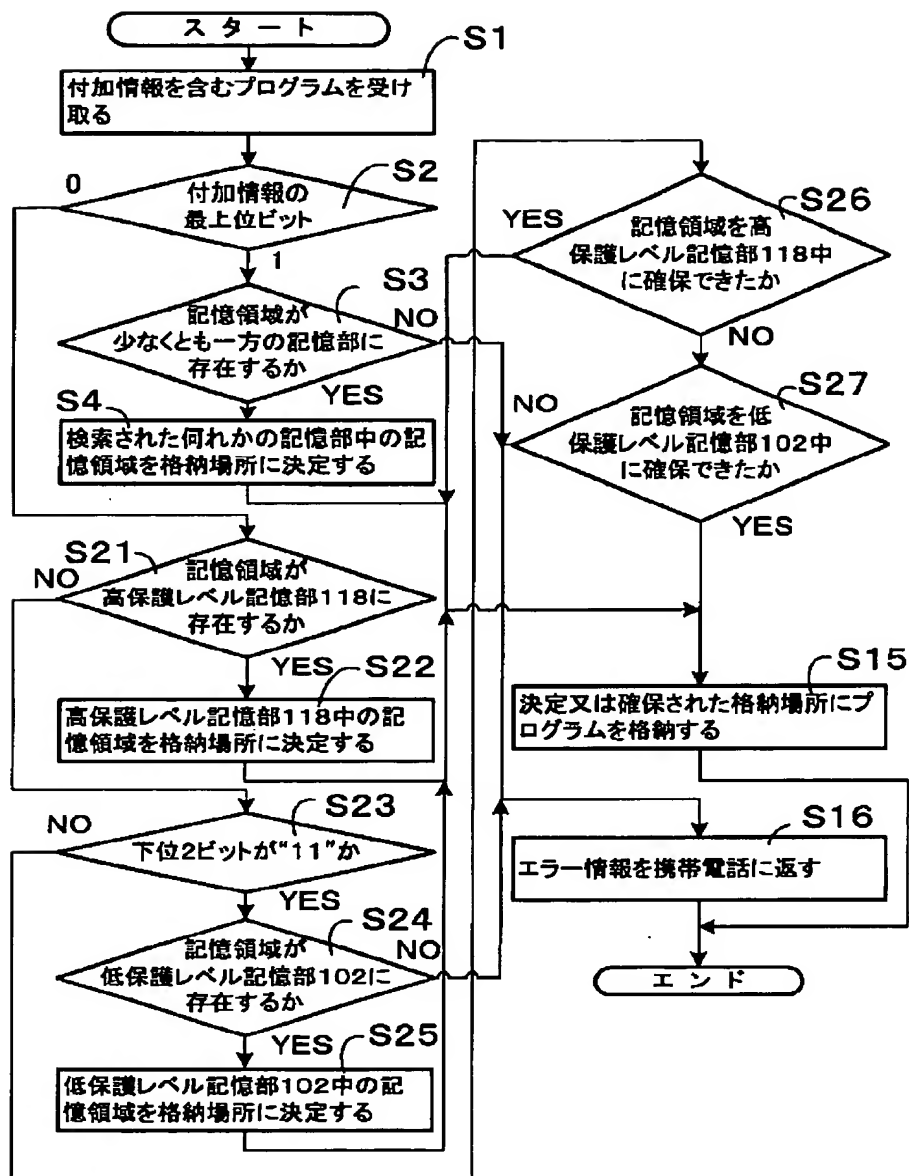 スタート
S1
付加情報を含むプログラムを受け
取る
S2
0
付加情報の
最上位ビット
1
S3
記憶領域が
少なくとも一方の記憶部に
存在するか
NO
YES
S4
検索された何れかの記憶部中の記
憶領域を格納場所に決定する
S21
NO
記憶領域が
高保護レベル記憶部118に
存在するか
YES
S22
高保護レベル記憶部118中の記
憶領域を格納場所に決定する
S23
NO
下位2ビットが“11”か
YES
S24
記憶領域が
低保護レベル記憶部102に
存在するか
NO
YES
S25
低保護レベル記憶部102中の記
憶領域を格納場所に決定する
S26
YES
記憶領域を高
保護レベル記憶部118中
に確保できたか
NO
S27
NO
記憶領域を低
保護レベル記憶部102中
に確保できたか
YES
S15
決定又は確保された格納場所にプ
ログラムを格納する
S16
エラー情報を携帯電話に返す
エンド